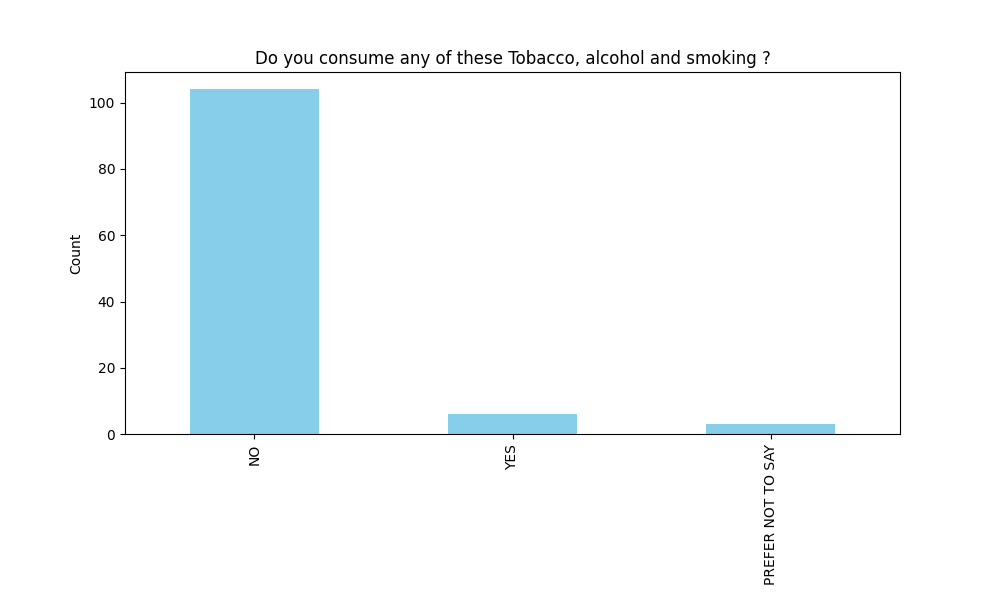 Do you consume any of these Tobacco, alcohol and smoking ?
Count
100
80
60
40
20
0
NO
YES
PREFER NOT TO SAY